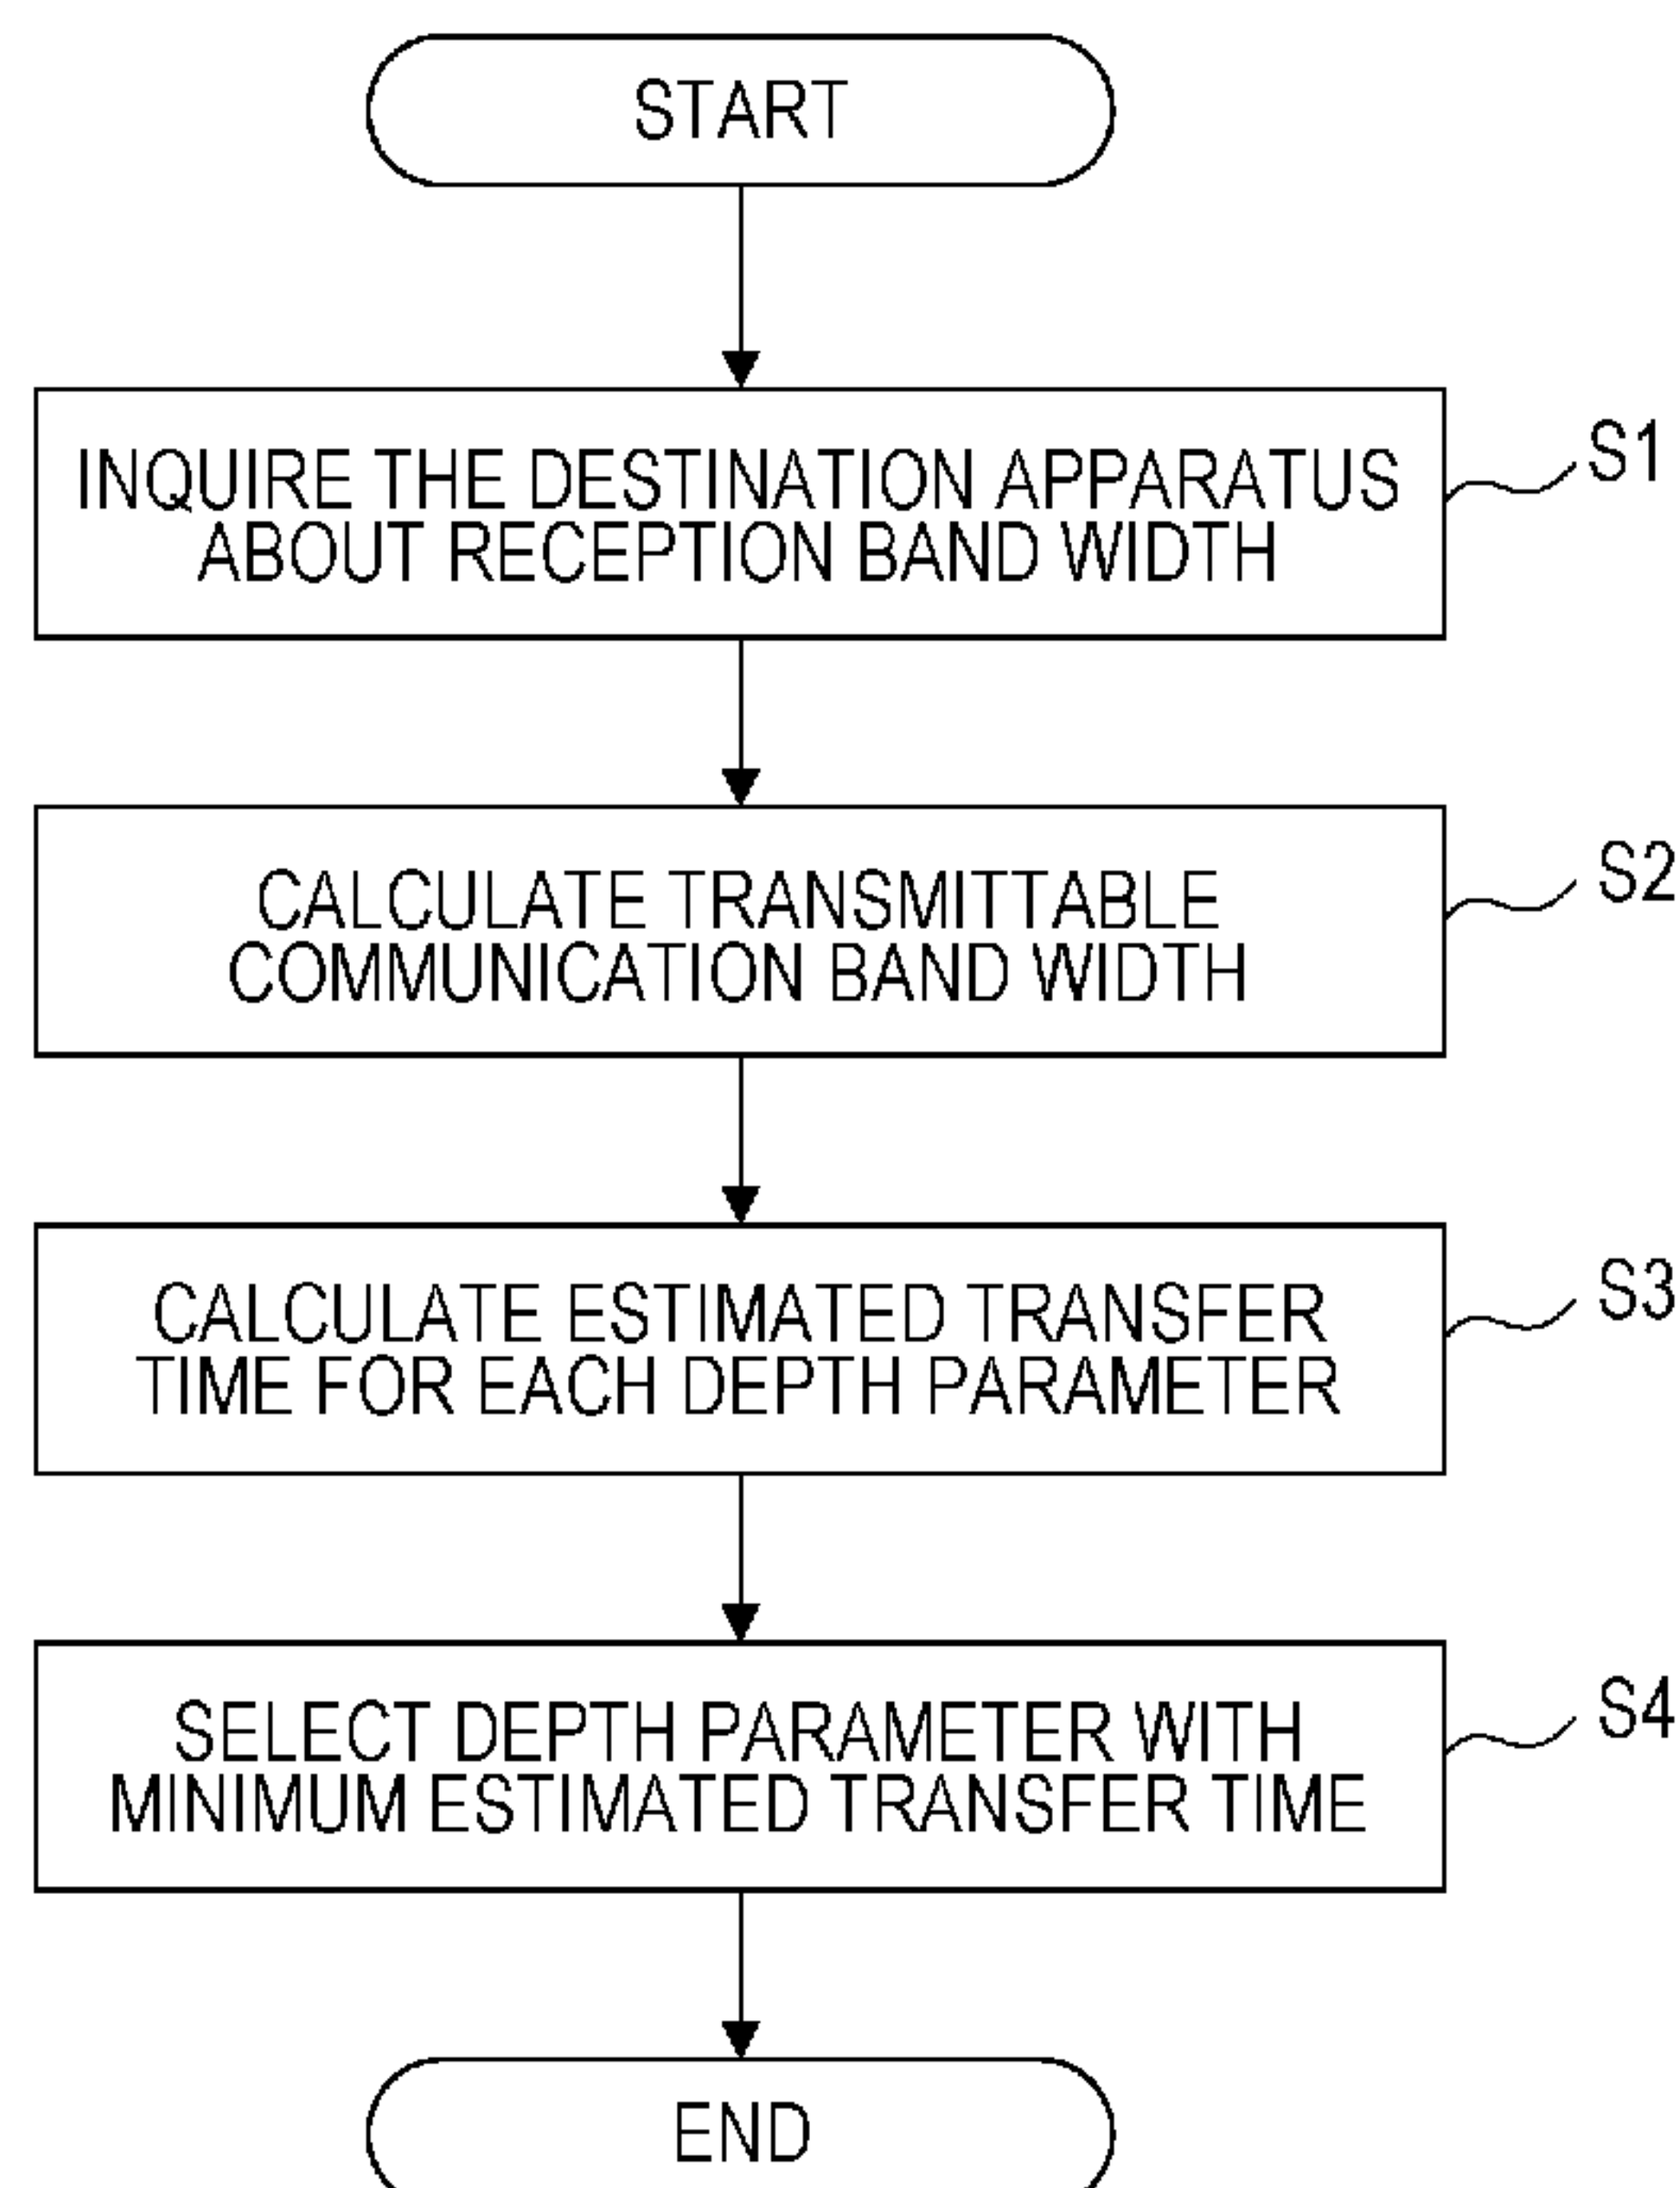 START
INQUIRE THE DESTINATION APPARATUS
ABOUT RECEPTION BAND WIDTH
S1
CALCULATE TRANSMITTABLE
COMMUNICATION BAND WIDTH
S2
CALCULATE ESTIMATED TRANSFER
TIME FOR EACH DEPTH PARAMETER
S3
SELECT DEPTH PARAMETER WITH
MINIMUM ESTIMATED TRANSFER TIME
S4
END